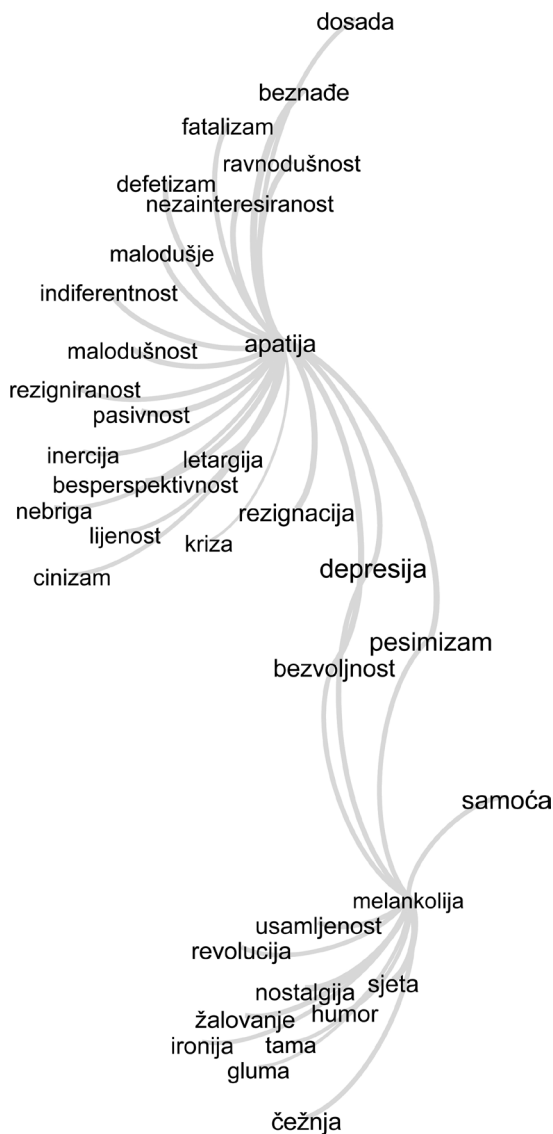 dosada
beznađe
fatalizam
ravnodušnost
defetizam
nezainteresiranost
malodušje
indiferentnost
apatija
malodušnost
rezigniranost
pasivnost
inercija
letargija
besperspektivnost
nebriga
rezignacija
lijenost
kriza
depresija
cinizam
pesimizam
bezvoljnost
samoća
melankolija
usamljenost
revolucija
sjeta
nostalgija
humor
žalovanje
ironija
tama
gluma
čežnja